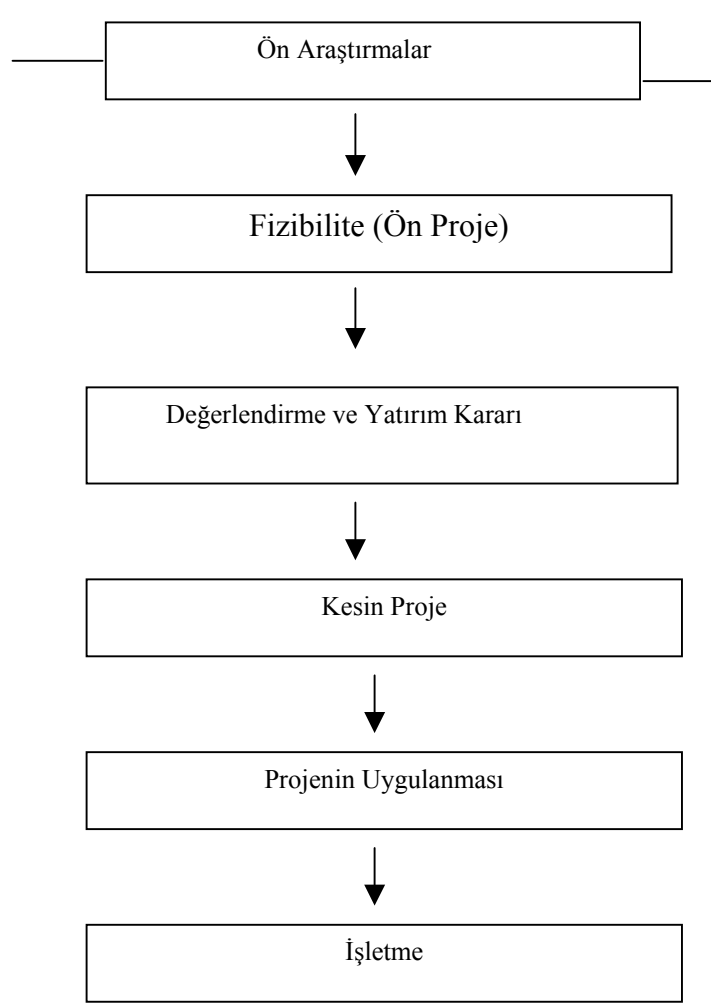 Ön Araştırmalar
Fizibilite (Ön Proje)
Değerlendirme ve Yatırım Kararı
Kesin Proje
Projenin Uygulanması
İşletme